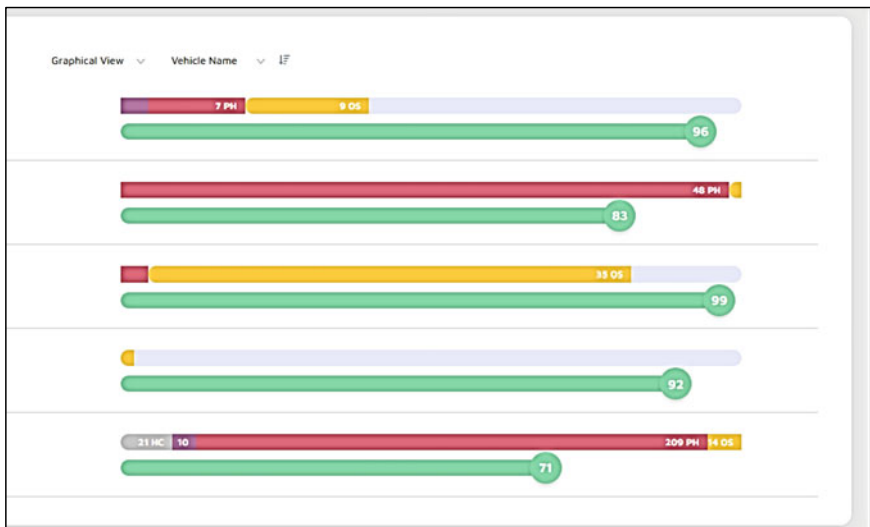 Graphical View Vehicle Name
7 PH 9 OS
96
48 PH
83
35 OS
99
92
21 HC 10 209 PH 14 OS
71